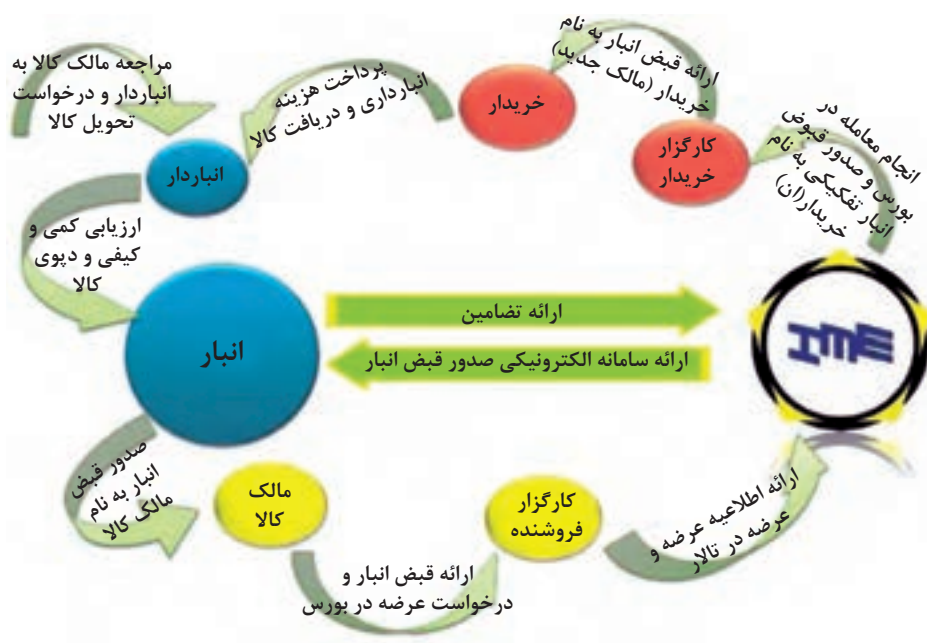 مراجعه مالک کالا به
انباردار و درخواست
تحویل کالا
انباردار
ارزیابی کمی و
کیفی و دپوی
کالا
انبار
صدور قبض
انبار به نام
مالک کالا
مالک
کالا
ارائه قبض انبار و
درخواست عرضه در بورس
کارگزار
فروشنده
ارائه اطلاعیه عرضه و
عرضه در تالار
IME
ارائه تضامین
ارائه سامانه الکترونیکی صدور قبض انبار
انجام معامله در
بورس و صدور قبوض
انبار تفکیکی به نام
خریدار(ان)
کارگزار
خریدار
ارائه قبض انبار به نام
خریدار (مالک جدید)
خریدار
پرداخت هزینه
انبارداری و دریافت کالا